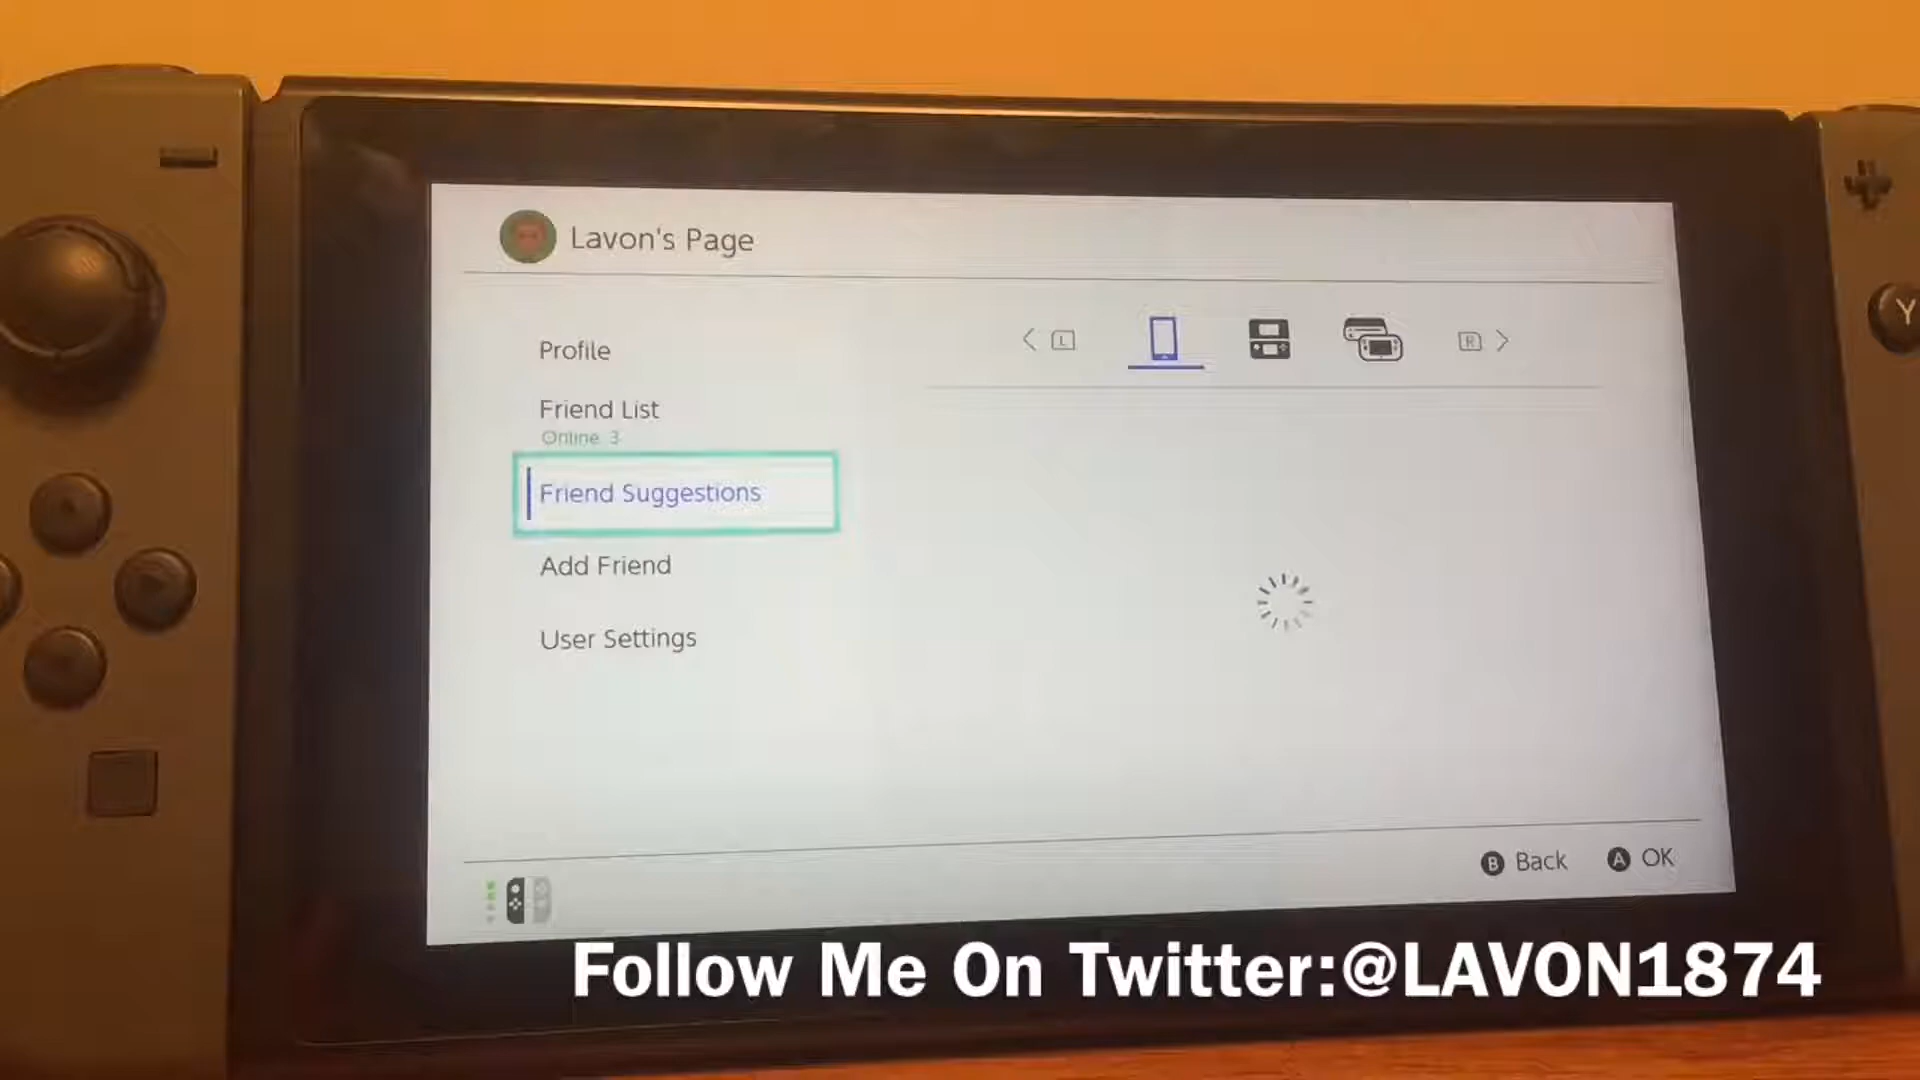 Lavon's Page
Profile
Friend List
Online: 3
Friend Suggestions
Add Friend
User Settings
L
R
Y
B Back
A OK
Follow Me On Twitter:@LAVON1874